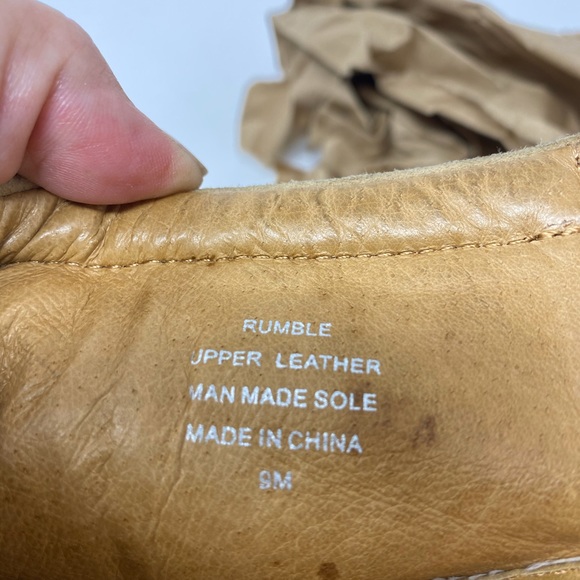 RUMBLE
UPPER LEATHER
MAN MADE SOLE
MADE IN CHINA
9M